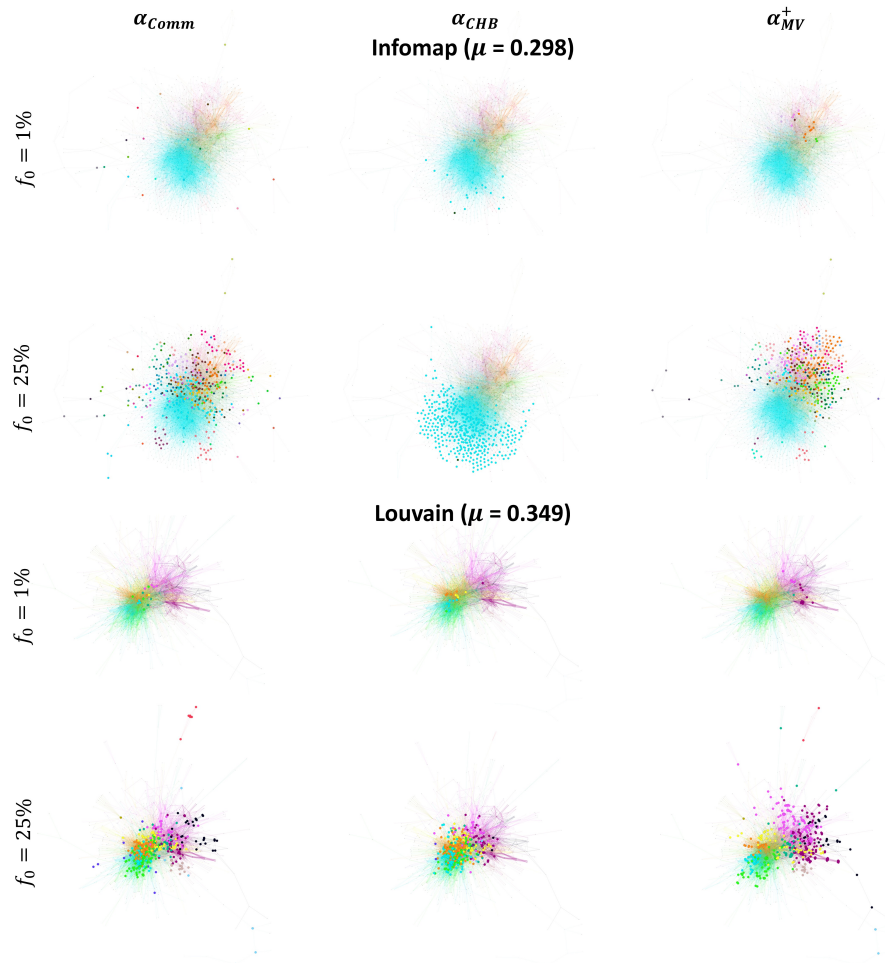 α_Comm α_CHB α⁺_MV
Infomap (μ = 0.298)
f₀ = 1%
f₀ = 25%
Louvain (μ = 0.349)
f₀ = 1%
f₀ = 25%